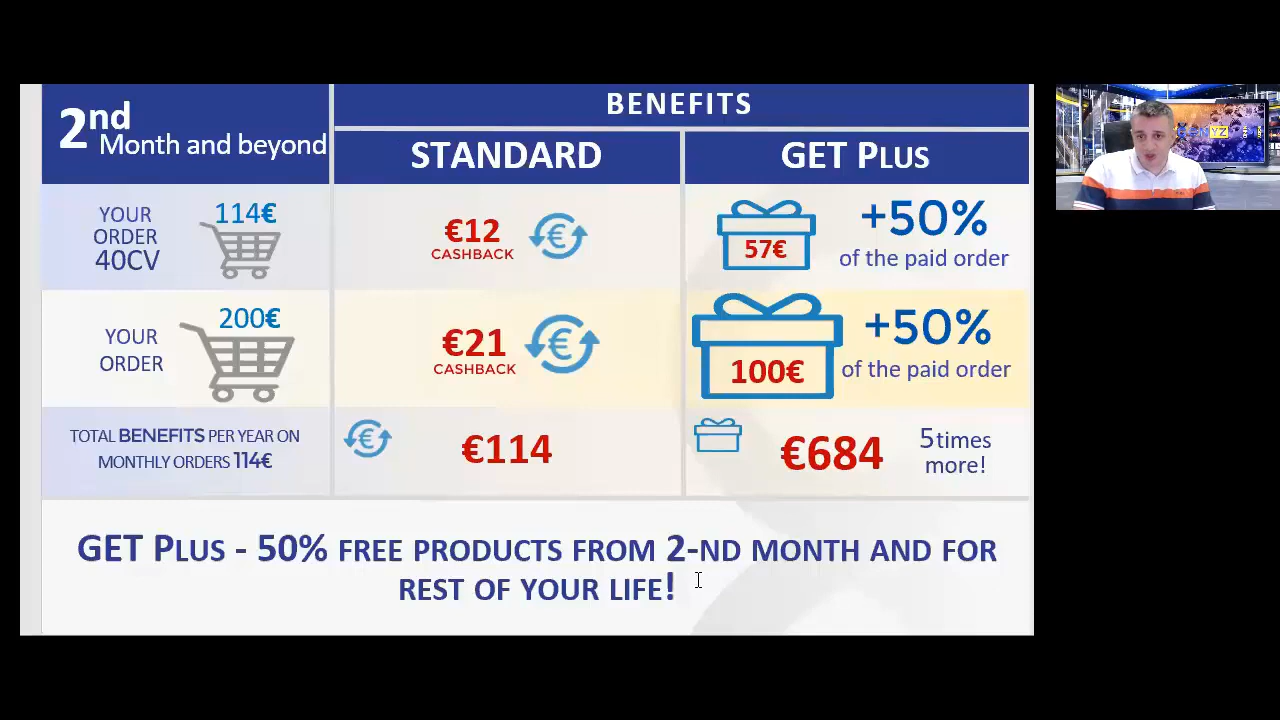 2nd
Month and beyond
BENEFITS
STANDARD
GET PLUS
YOUR
ORDER
40CV
114€
€12
CASHBACK
57€
+50%
of the paid order
YOUR
ORDER
200€
€21
CASHBACK
100€
+50%
of the paid order
TOTAL BENEFITS PER YEAR ON
MONTHLY ORDERS 114€
€114
€684
5 times
more!
GET PLUS - 50% FREE PRODUCTS FROM 2-ND MONTH AND FOR
REST OF YOUR LIFE!